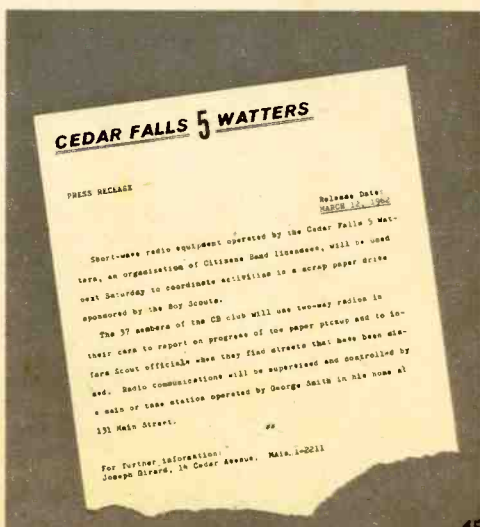 CEDAR FALLS 5 WATTERS
PRESS RELEASE
Release Date:
MARCH 12, 1962
Short-wave radio equipment operated by the Cedar Falls 5 Wat-
ters, an organization of Citizens Band licensees, will be used
next Saturday to coordinate activities in a scrap paper drive
sponsored by the Boy Scouts.
The 37 members of the CB club will use two-way radios in
their cars to report on progress of the paper pickup and to in-
form Scout officials when they find streets that have been
sed. Radio communications will be supervised and controlled by
a main or base station operated by George Smith in his home at
131 Main Street.
##
For further information:
Joseph Girard, 14 Cedar Avenue, MAin 1-2211
45